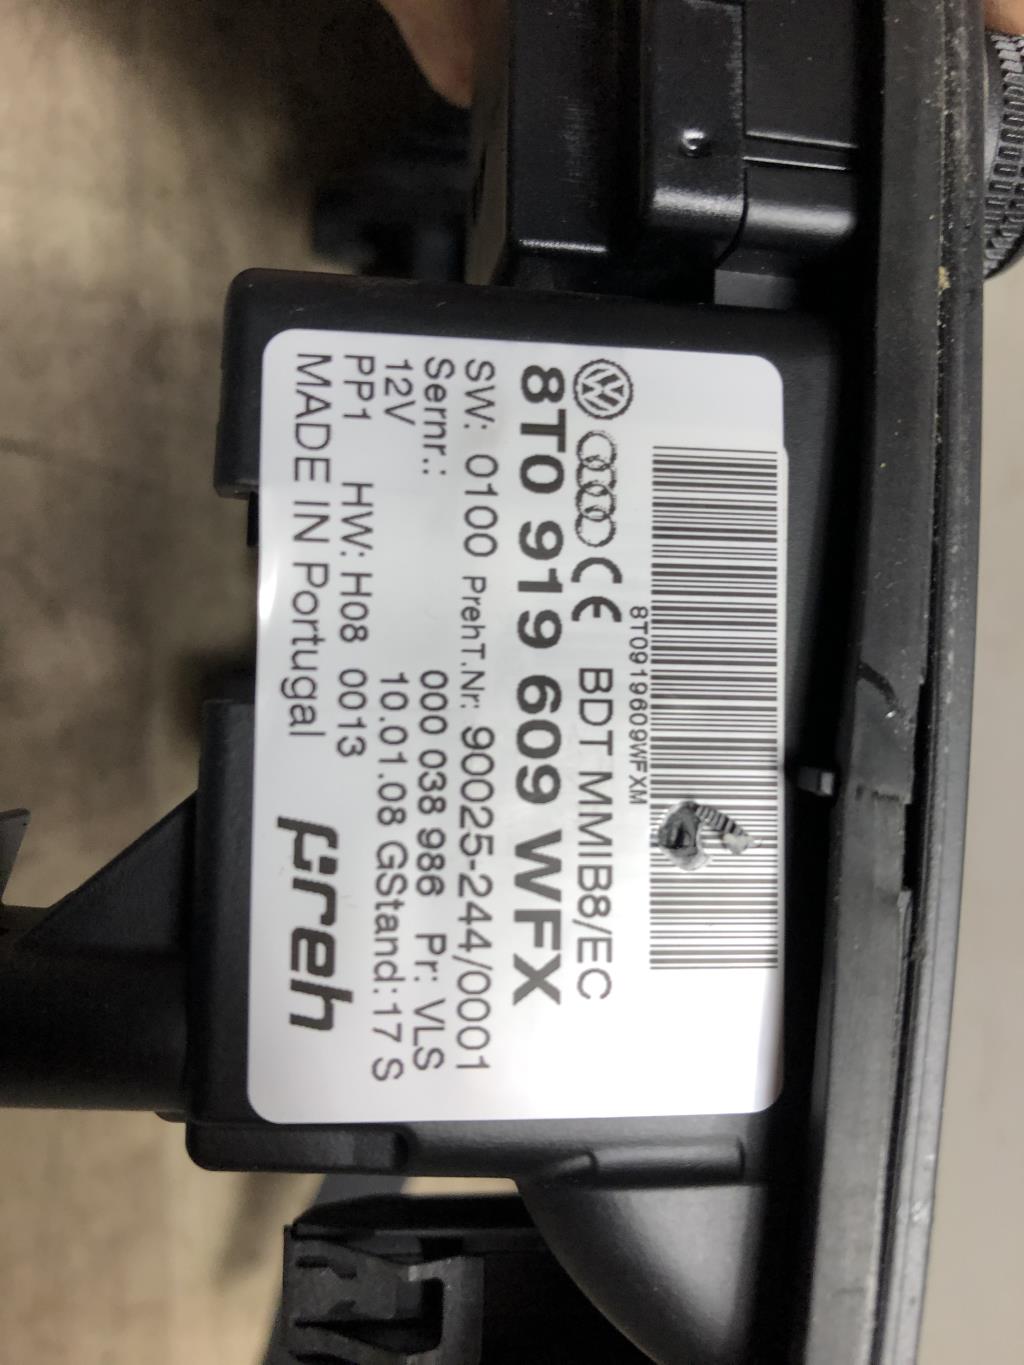 8T0919609WFXM
BDT MMIB8/EC
8T0 919 609 WFX
SW: 0100 PrehT.Nr: 90025-244/0001
Sernr.: 000 038 986 Pr: VLS
12V 10.01.08 GStand: 17 S
PP1 HW: H08 0013
MADE IN Portugal
preh